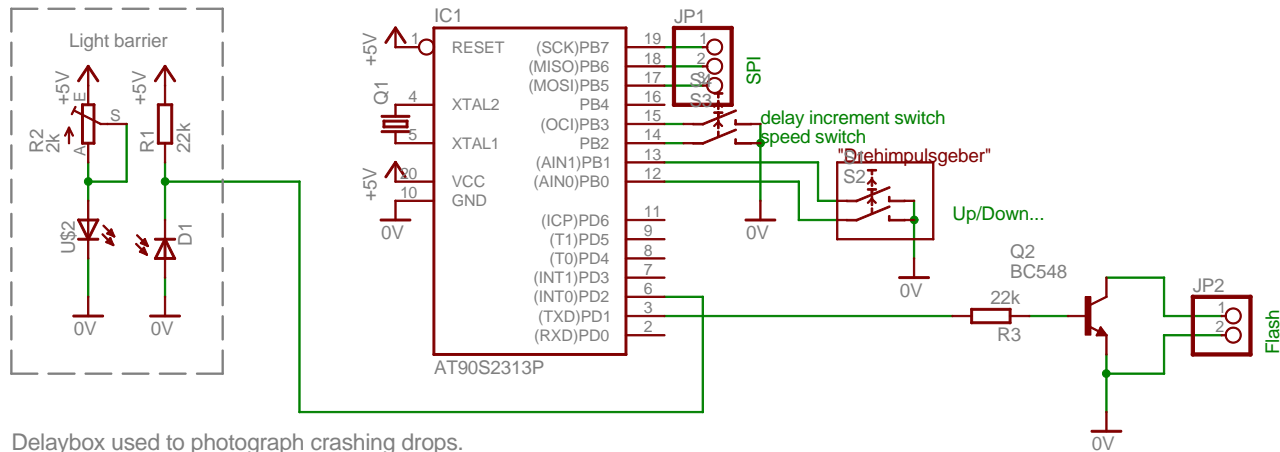 Light barrier
+5V
+5V
E
S
A
R2
2k
R1
22k
U$2
D1
0V
0V
IC1
+5V
1
RESET
Q1
4
XTAL2
5
XTAL1
+5V
20
VCC
10
GND
0V
(SCK)PB7
19
(MISO)PB6
18
(MOSI)PB5
17
PB4
16
(OCI)PB3
15
PB2
14
(AIN1)PB1
13
(AIN0)PB0
12
(ICP)PD6
11
(T1)PD5
9
(T0)PD4
8
(INT1)PD3
7
(INT0)PD2
6
(TXD)PD1
3
(RXD)PD0
2
AT90S2313P
JP1
1
2
3
SPI
S4
S3
delay increment switch
speed switch
0V
"Drehimpulsgeber"
S1
S2
Up/Down...
0V
22k
R3
Q2
BC548
0V
JP2
1
2
Flash
Delaybox used to photograph crashing drops.